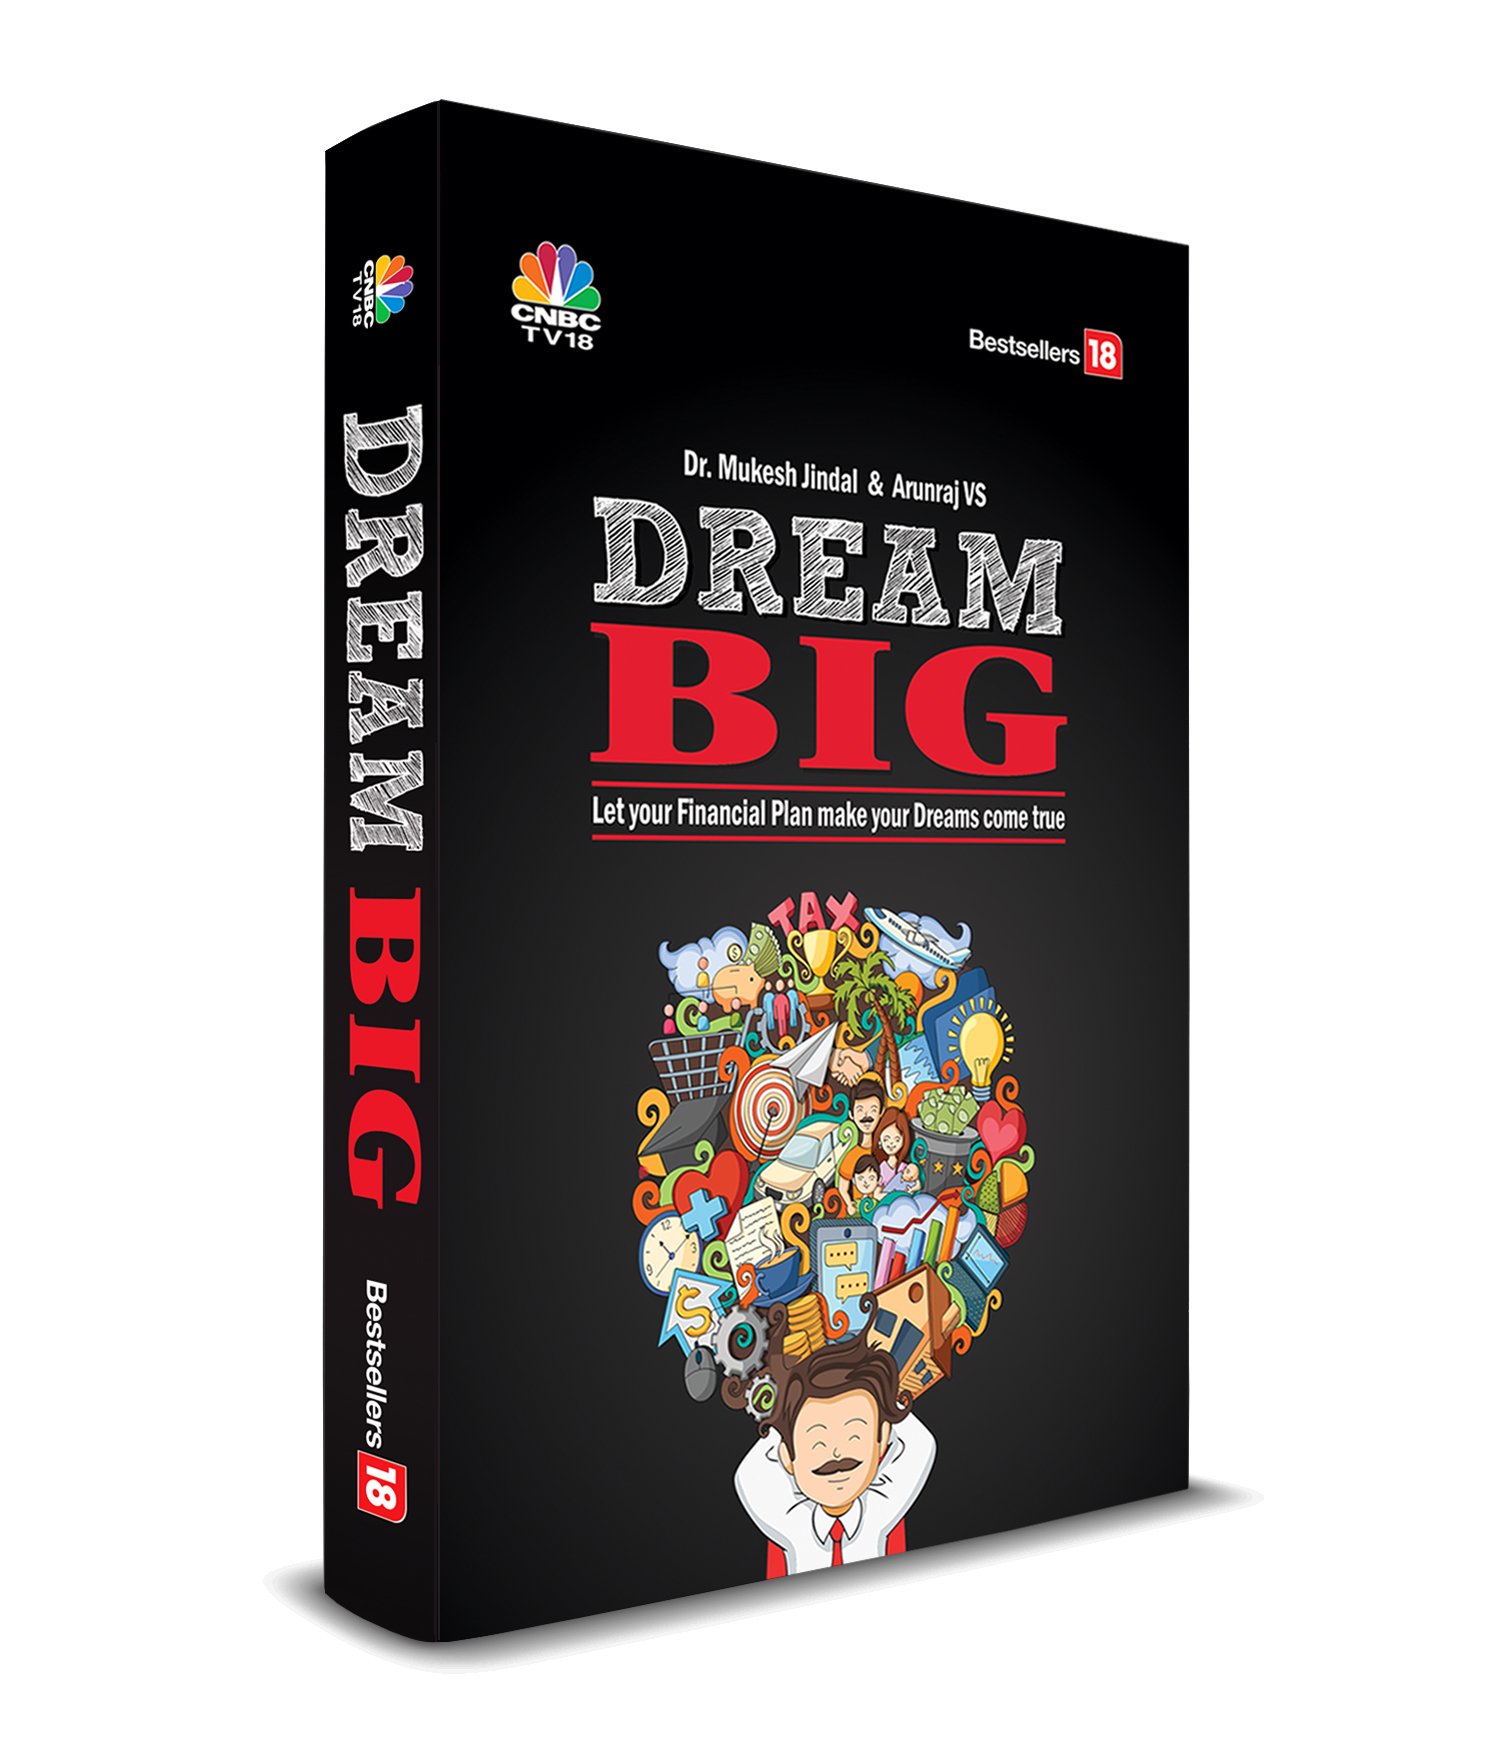 CNBC
TV18
DREAM BIG
Bestsellers 18
CNBC
TV18
Bestsellers 18
Dr. Mukesh Jindal & Arunraj VS
DREAM
BIG
Let your Financial Plan make your Dreams come true
TAX